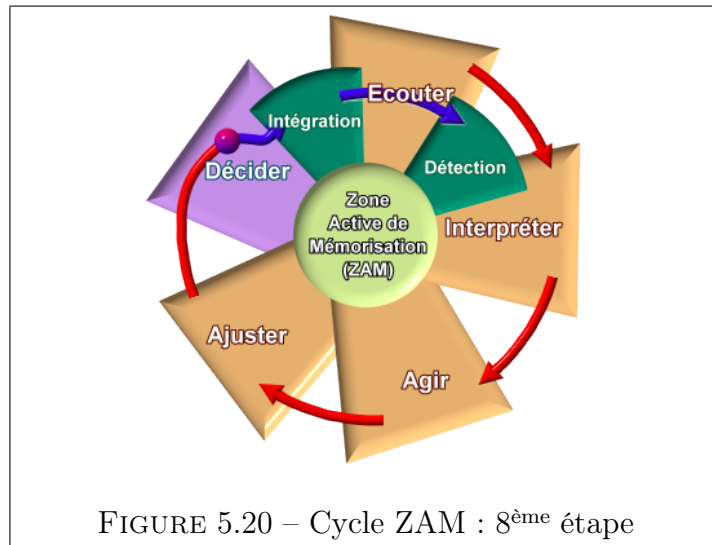 Ecouter
Intégration
Détection
Décider
Zone
Active de
Mémorisation
(ZAM)
Interpréter
Ajuster
Agir
FIGURE 5.20 – Cycle ZAM : 8ème étape